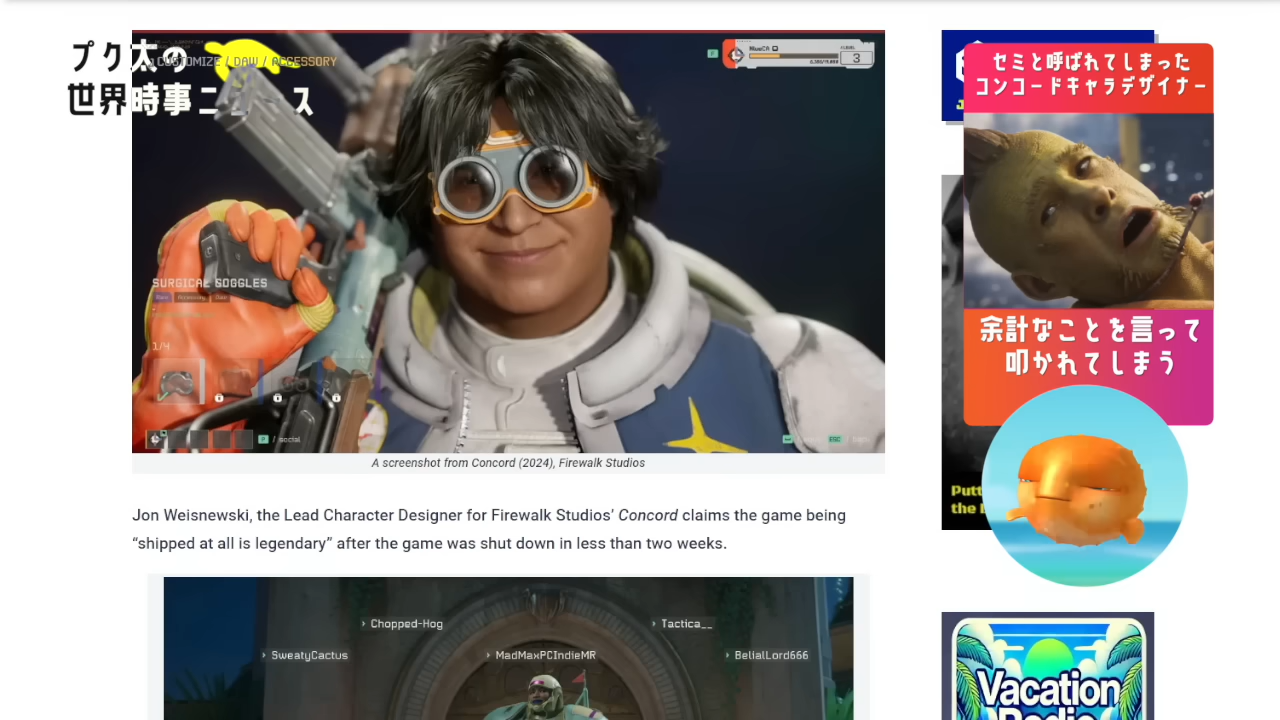 プク太の
世界時事ニ ス
CUSTOMIZE / DAW / ACCESSORY
3
SURGICAL GOGGLES
1/4
/ social
A screenshot from Concord (2024), Firewalk Studios
Jon Weisnewski, the Lead Character Designer for Firewalk Studios' Concord claims the game being
“shipped at all is legendary” after the game was shut down in less than two weeks.
Chopped-Hog
Tactica__
SweatyCactus
MadMaxPCIndieMR
BelialLord666
セミと呼ばれてしまった
コンコードキャラデザイナー
余計なことを言って
叩かれてしまう
Putt
the
Vacation
Radio